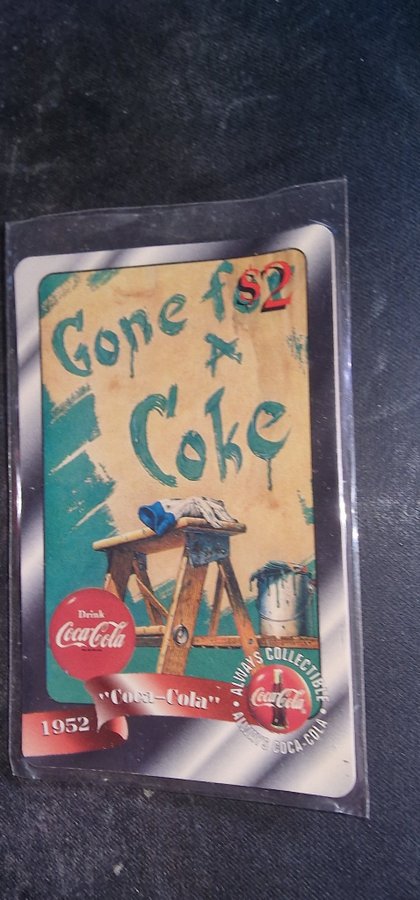 Gone for
$2
A
Coke
Drink
Coca-Cola
"Coca-Cola"
1952
• ALWAYS COLLECTIBLE •
Coca-Cola
ALWAYS COCA-COLA